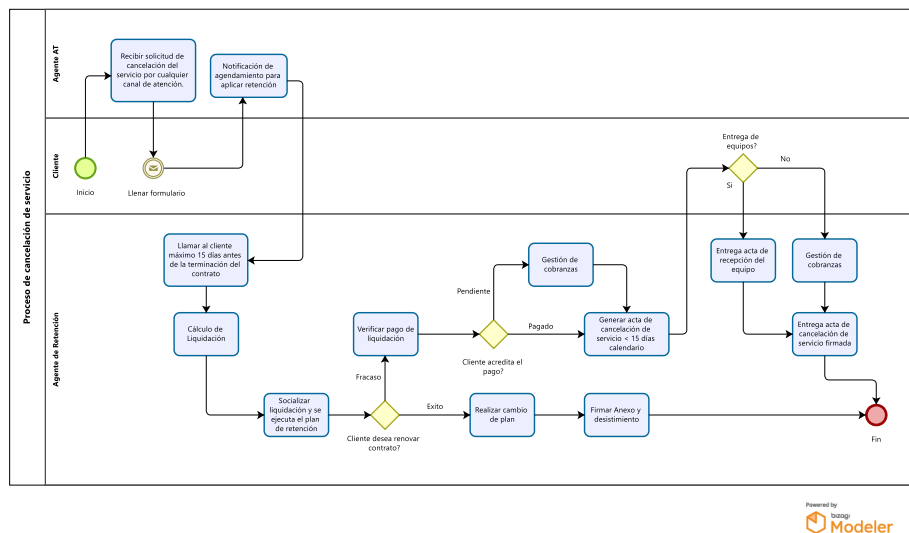 Proceso de cancelación de servicio
Agente AT
Recibir solicitud de
cancelación del
servicio por cualquier
canal de atención.
Notificación de
agendamiento para
aplicar retención
Cliente
Inicio
Llenar formulario
Entrega de
equipos?
Si
No
Agente de Retención
Llamar al cliente
máximo 15 días antes
de la terminación del
contrato
Cálculo de
Liquidación
Socializar
liquidación y se
ejecuta el plan
de retención
Cliente desea renovar
contrato?
Fracaso
Exito
Verificar pago de
liquidación
Cliente acredita el
pago?
Pendiente
Pagado
Gestión de
cobranzas
Generar acta de
cancelación de
servicio < 15 días
calendario
Realizar cambio
de plan
Firmar Anexo y
desistimiento
Entrega acta de
recepción del
equipo
Gestión de
cobranzas
Entrega acta de
cancelación de
servicio firmada
Fin
Powered by
bizagi
Modeler